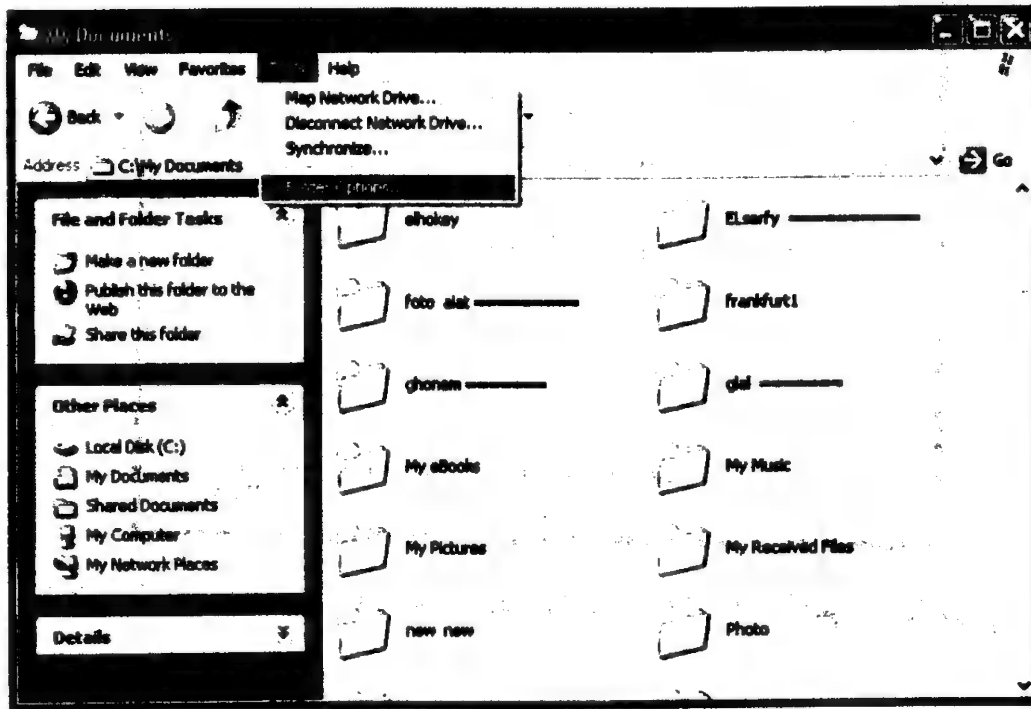 My Documents
File Edit View Favorites Help
Map Network Drive...
Disconnect Network Drive...
Synchronize...
Folder Options...
Back
Address C:\My Documents
Go
File and Folder Tasks
Make a new folder
Publish this folder to the
Web
Share this folder
Other Places
Local Disk (C:)
My Documents
Shared Documents
My Computer
My Network Places
Details
elhokay
ELsarfy
foto alat
frankfurt1
ghonem
glal
My eBooks
My Music
My Pictures
My Received Files
new new
Photo